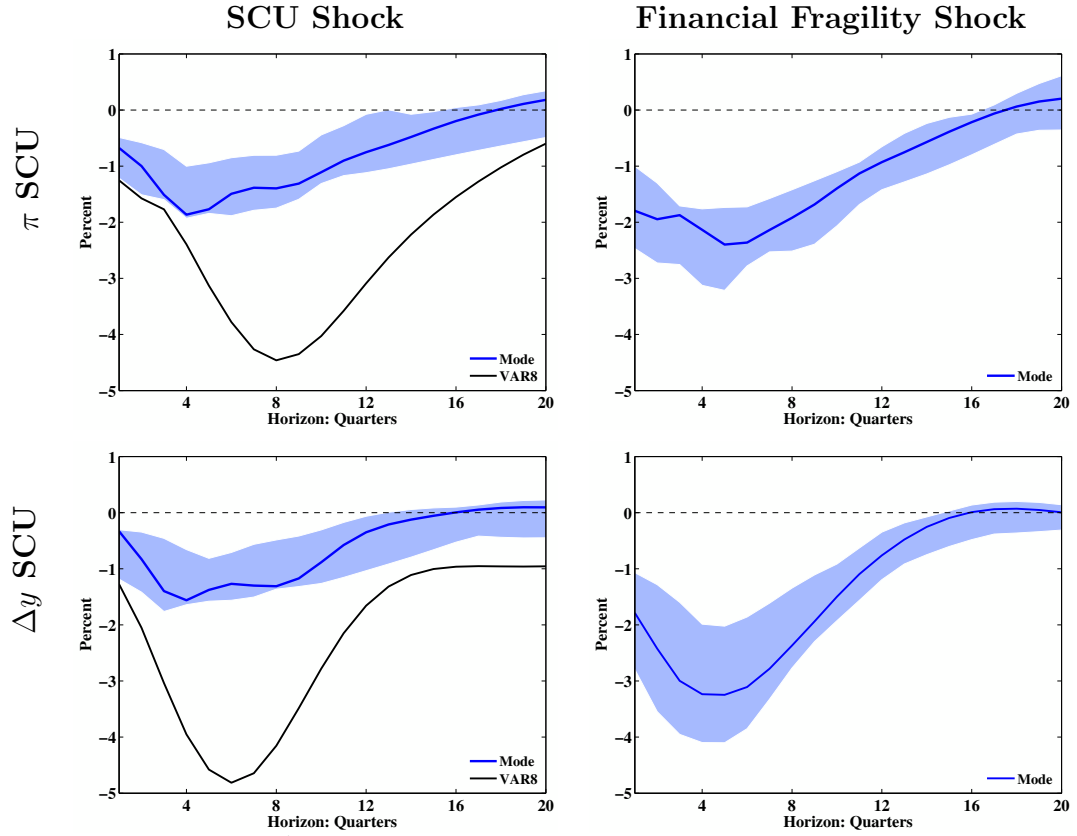 SCU Shock
Financial Fragility Shock
π SCU
Percent
1
0
−1
−2
−3
−4
−5
4
8
12
16
20
Horizon: Quarters
Mode
VAR8
Percent
1
0
−1
−2
−3
−4
−5
4
8
12
16
20
Horizon: Quarters
Mode
Δy SCU
Percent
1
0
−1
−2
−3
−4
−5
4
8
12
16
20
Horizon: Quarters
Mode
VAR8
Percent
1
0
−1
−2
−3
−4
−5
4
8
12
16
20
Horizon: Quarters
Mode